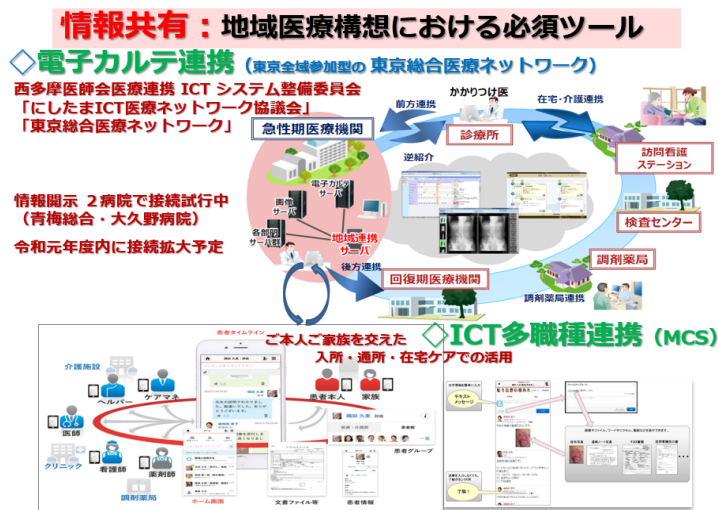 情報共有：地域医療構想における必須ツール
◇電子カルテ連携（東京全域参加型の 東京総合医療ネットワーク）
西多摩医師会医療連携 ICT システム整備委員会
「にしたまICT医療ネットワーク協議会」
「東京総合医療ネットワーク」
情報開示 ２病院で接続試行中
（青梅総合・大久野病院）
令和元年度内に接続拡大予定
急性期医療機関
電子カルテ
サーバ
画像
サーバ
各部門
サーバ群
地域連携
サーバ
前方連携
かかりつけ医
診療所
在宅・介護連携
逆紹介
訪問看護
ステーション
検査センター
調剤薬局
調剤薬局連携
後方連携
回復期医療機関
ご本人ご家族を交えた
入所・通所・在宅ケアでの活用
◇ICT多職種連携（MCS）
患者タイムライン
介護施設
ヘルパー
ケアマネ
患者本人
家族
医師
クリニック
看護師
薬剤師
調剤薬局
ホーム画面
文書ファイル等
患者情報
患者グループ
テキスト
メッセージ
了解！